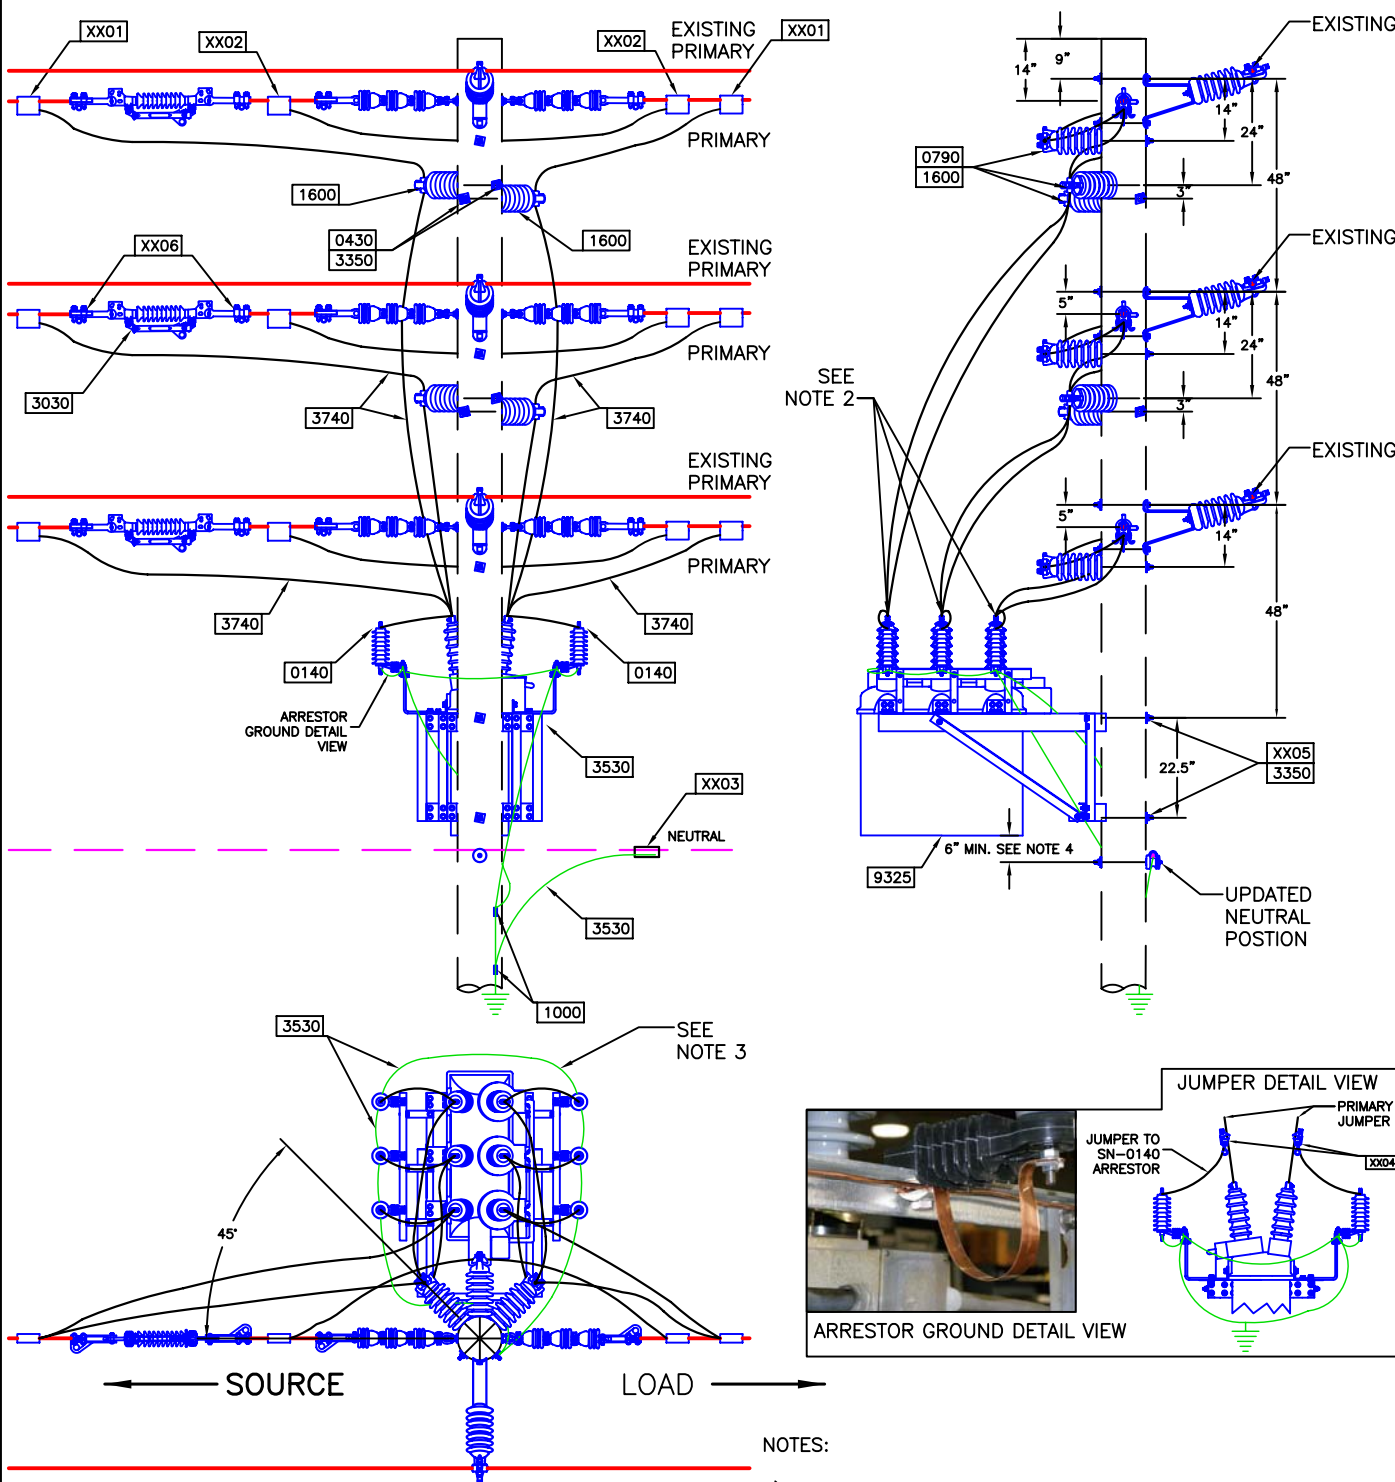 XX01
XX02
EXISTING
PRIMARY
XX02
XX01
PRIMARY
1600
0430
3350
1600
XX06
EXISTING
PRIMARY
PRIMARY
3030
3740
3740
EXISTING
PRIMARY
PRIMARY
3740
3740
0140
0140
ARRESTOR
GROUND DETAIL
VIEW
3530
XX03
NEUTRAL
3530
1000
EXISTING
9"
14"
14"
24"
48"
0790
1600
3"
EXISTING
5"
14"
24"
48"
SEE
NOTE 2
3"
EXISTING
5"
14"
48"
22.5"
XX05
3350
6" MIN. SEE NOTE 4
9325
UPDATED
NEUTRAL
POSTION
3530
SEE
NOTE 3
45°
SOURCE
LOAD
JUMPER DETAIL VIEW
PRIMARY
JUMPER
JUMPER TO
SN-0140
ARRESTOR
XX04
ARRESTOR GROUND DETAIL VIEW
NOTES: